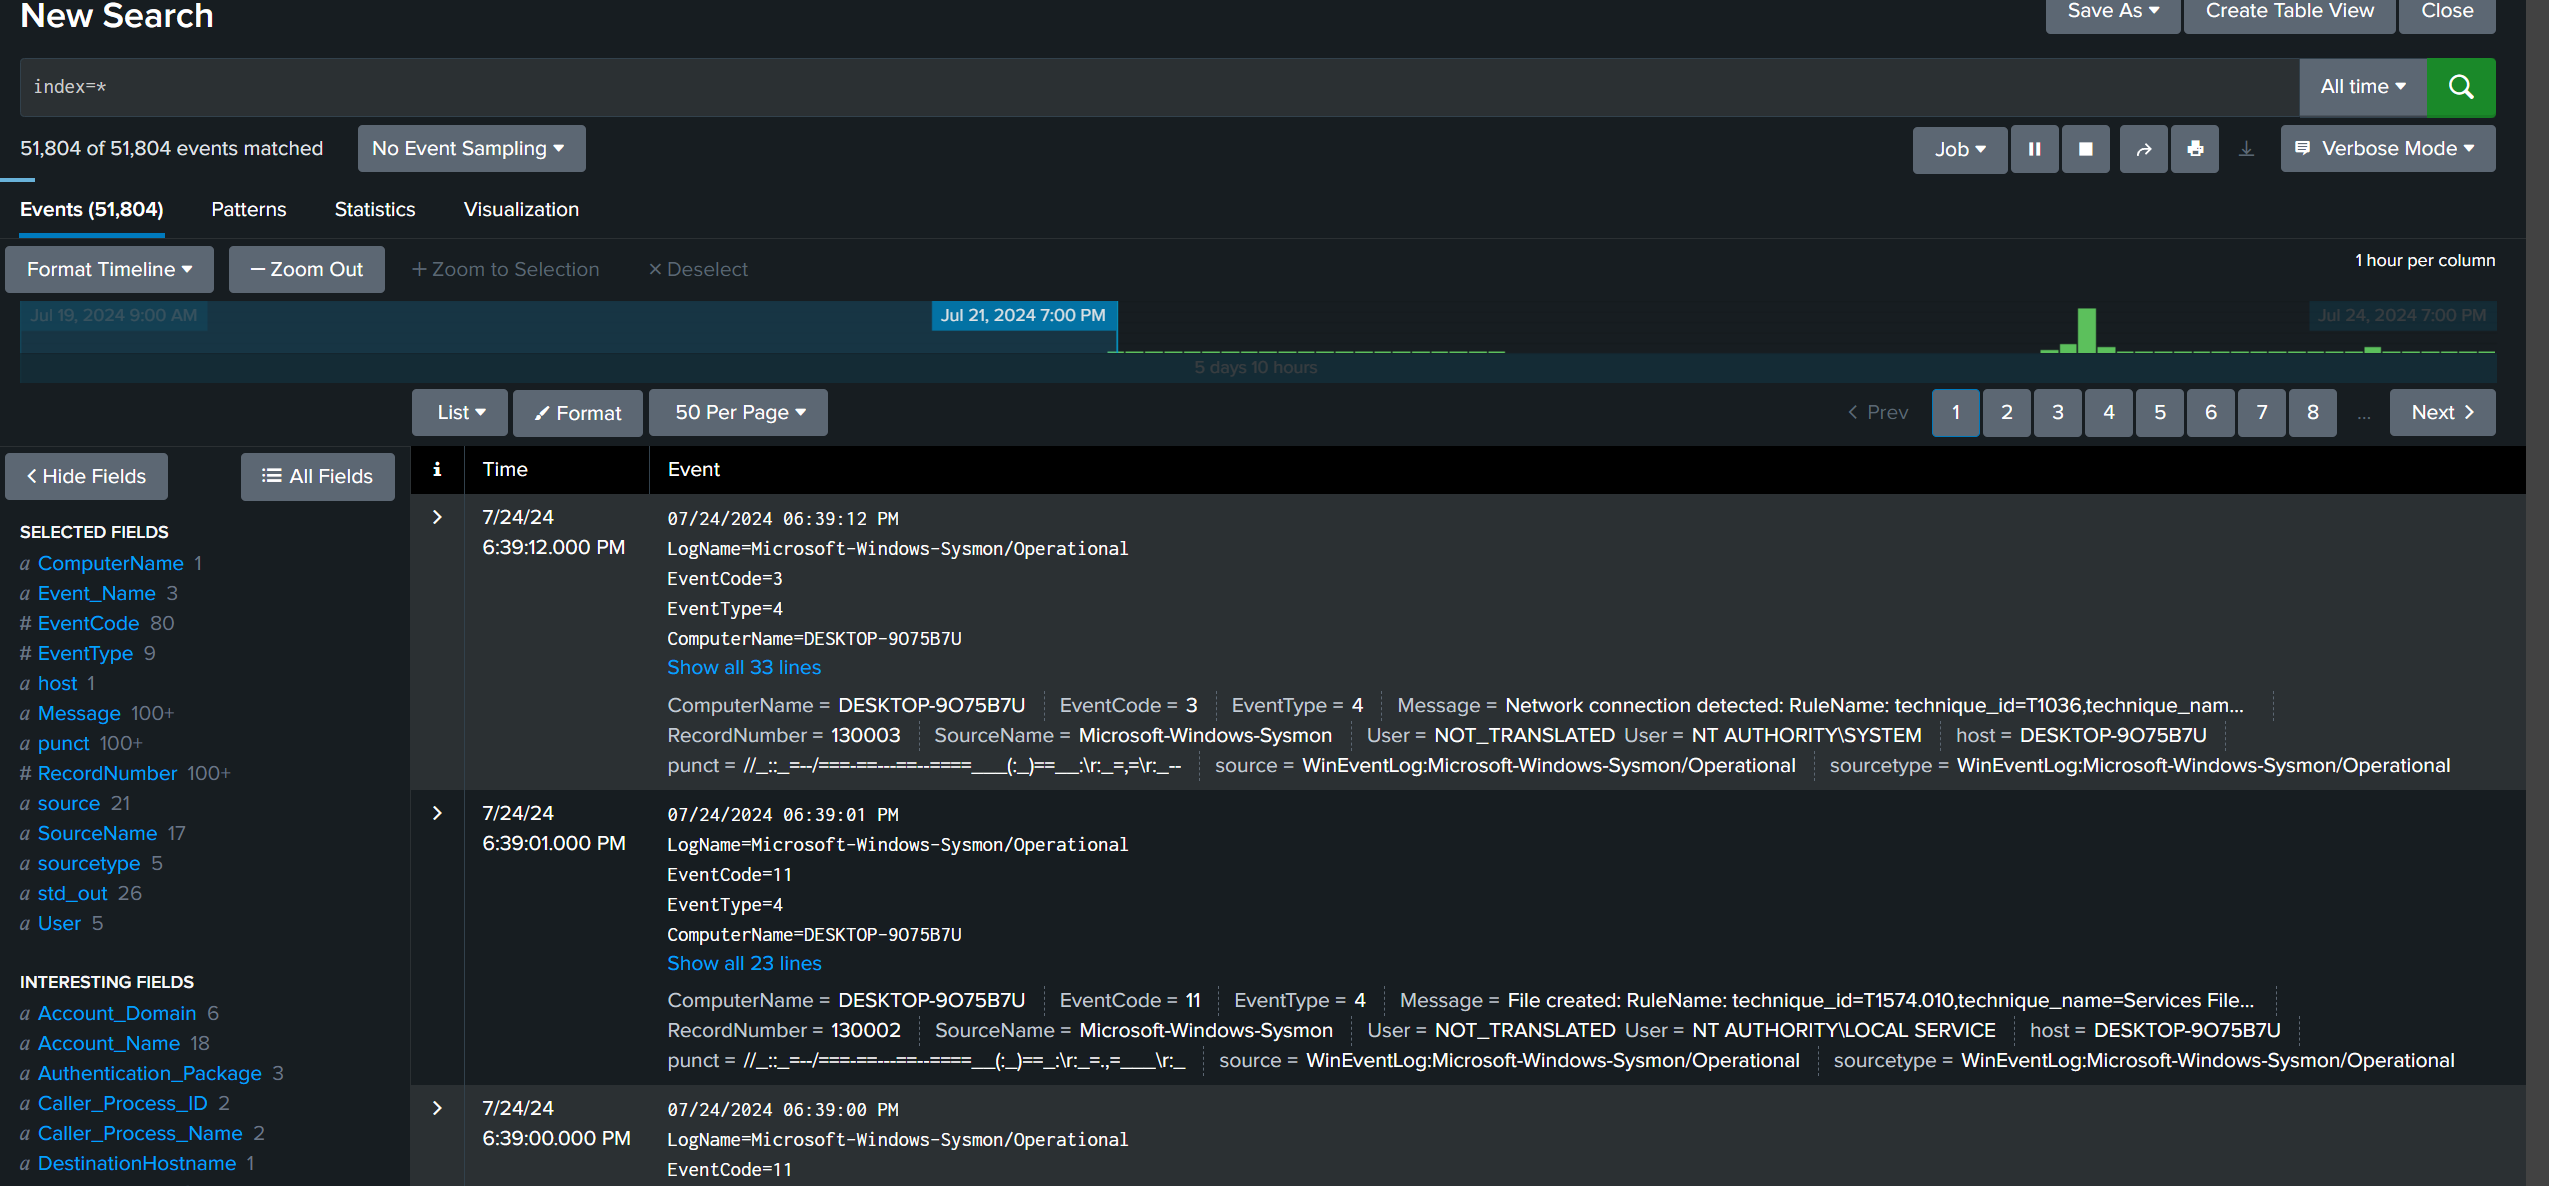 New Search
Save As
Create Table View
Close
index=*
All time
51,804 of 51,804 events matched
No Event Sampling
Job
Verbose Mode
Events (51,804)
Patterns
Statistics
Visualization
Format Timeline
— Zoom Out
+ Zoom to Selection
× Deselect
1 hour per column
Jul 19, 2024 9:00 AM
Jul 21, 2024 7:00 PM
Jul 24, 2024 7:00 PM
5 days 10 hours
List
Format
50 Per Page
< Prev
1 2 3 4 5 6 7 8 ... Next >
< Hide Fields
All Fields
i Time Event
SELECTED FIELDS
a ComputerName 1
a Event_Name 3
# EventCode 80
# EventType 9
a host 1
a Message 100+
a punct 100+
# RecordNumber 100+
a source 21
a SourceName 17
a sourcetype 5
a std_out 26
a User 5
INTERESTING FIELDS
a Account_Domain 6
a Account_Name 18
a Authentication_Package 3
a Caller_Process_ID 2
a Caller_Process_Name 2
a DestinationHostname 1
> 7/24/24
6:39:12.000 PM
07/24/2024 06:39:12 PM
LogName=Microsoft-Windows-Sysmon/Operational
EventCode=3
EventType=4
ComputerName=DESKTOP-9O75B7U
Show all 33 lines
ComputerName = DESKTOP-9O75B7U EventCode = 3 EventType = 4 Message = Network connection detected: RuleName: technique_id=T1036,technique_nam...
RecordNumber = 130003 SourceName = Microsoft-Windows-Sysmon User = NOT_TRANSLATED User = NT AUTHORITY\SYSTEM host = DESKTOP-9O75B7U
punct = //_::_=--/===-==---==--====___(:_)==__:\r:_=,=\r:_-- source = WinEventLog:Microsoft-Windows-Sysmon/Operational sourcetype = WinEventLog:Microsoft-Windows-Sysmon/Operational
> 7/24/24
6:39:01.000 PM
07/24/2024 06:39:01 PM
LogName=Microsoft-Windows-Sysmon/Operational
EventCode=11
EventType=4
ComputerName=DESKTOP-9O75B7U
Show all 23 lines
ComputerName = DESKTOP-9O75B7U EventCode = 11 EventType = 4 Message = File created: RuleName: technique_id=T1574.010,technique_name=Services File...
RecordNumber = 130002 SourceName = Microsoft-Windows-Sysmon User = NOT_TRANSLATED User = NT AUTHORITY\LOCAL SERVICE host = DESKTOP-9O75B7U
punct = //_::_=--/===-==---==--====__(:_)==_:\r:_=.,=____\r:_ source = WinEventLog:Microsoft-Windows-Sysmon/Operational sourcetype = WinEventLog:Microsoft-Windows-Sysmon/Operational
> 7/24/24
6:39:00.000 PM
07/24/2024 06:39:00 PM
LogName=Microsoft-Windows-Sysmon/Operational
EventCode=11